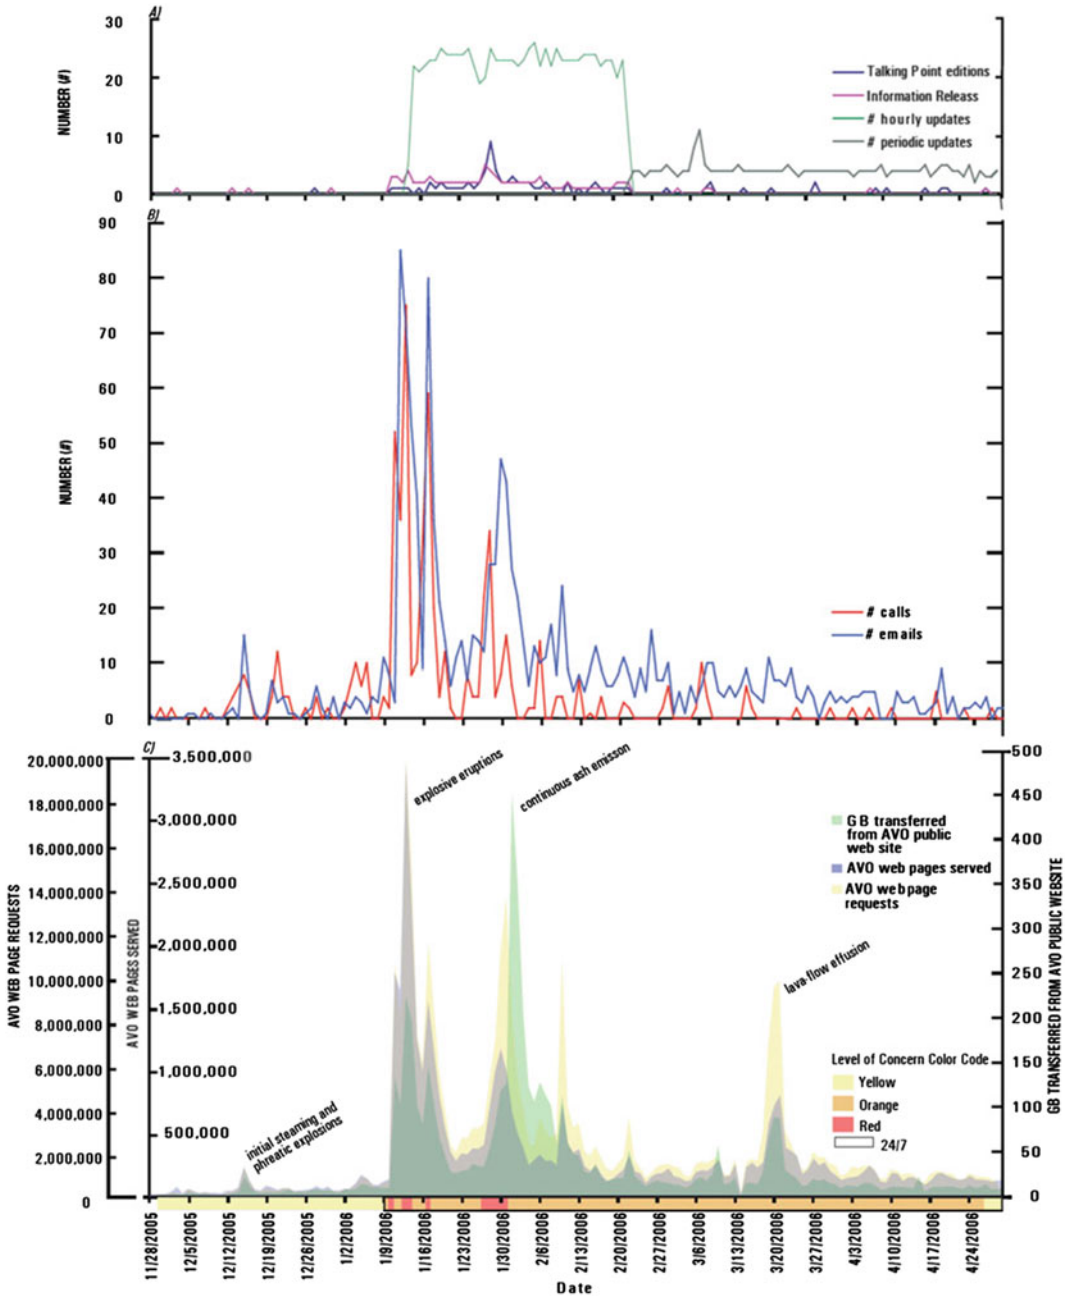 A)
30
20
10
0
NUMBER (#)
Talking Point editions
Information Releass
# hourly updates
# periodic updates
B)
90
80
70
60
50
40
30
20
10
0
NUMBER (#)
# calls
# emails
C)
20,000,000
18,000,000
16,000,000
14,000,000
12,000,000
10,000,000
8,000,000
6,000,000
4,000,000
2,000,000
0
AVO WEB PAGE REQUESTS
3,500,000
3,000,000
2,500,000
2,000,000
1,500,000
1,000,000
500,000
AVO WEB PAGES SERVED
500
450
400
350
300
250
200
150
100
50
0
GB TRANSFERRED FROM AVO PUBLIC WEBSITE
explosive eruptions
continuous ash emisson
GB transferred
from AVO public
web site
AVO web pages served
AVO webpage
requests
lava-flow effusion
initial steaming and
phreatic explosions
Level of Concern Color Code
Yellow
Orange
Red
24/7
11/28/2005
12/5/2005
12/12/2005
12/19/2005
12/26/2005
1/2/2006
1/9/2006
1/16/2006
1/23/2006
1/30/2006
2/6/2006
2/13/2006
2/20/2006
2/27/2006
3/6/2006
3/13/2006
3/20/2006
3/27/2006
4/3/2006
4/10/2006
4/17/2006
4/24/2006
Date